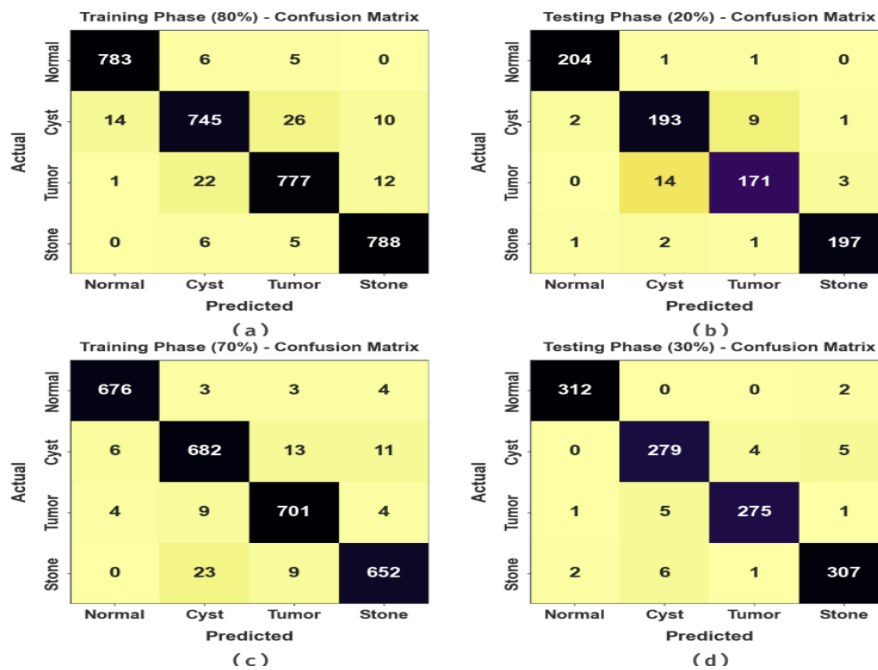 Training Phase (80%) - Confusion Matrix
Actual
Normal 783 6 5 0
Cyst 14 745 26 10
Tumor 1 22 777 12
Stone 0 6 5 788
Normal Cyst Tumor Stone
Predicted
(a)
Testing Phase (20%) - Confusion Matrix
Actual
Normal 204 1 1 0
Cyst 2 193 9 1
Tumor 0 14 171 3
Stone 1 2 1 197
Normal Cyst Tumor Stone
Predicted
(b)
Training Phase (70%) - Confusion Matrix
Actual
Normal 676 3 3 4
Cyst 6 682 13 11
Tumor 4 9 701 4
Stone 0 23 9 652
Normal Cyst Tumor Stone
Predicted
(c)
Testing Phase (30%) - Confusion Matrix
Actual
Normal 312 0 0 2
Cyst 0 279 4 5
Tumor 1 5 275 1
Stone 2 6 1 307
Normal Cyst Tumor Stone
Predicted
(d)